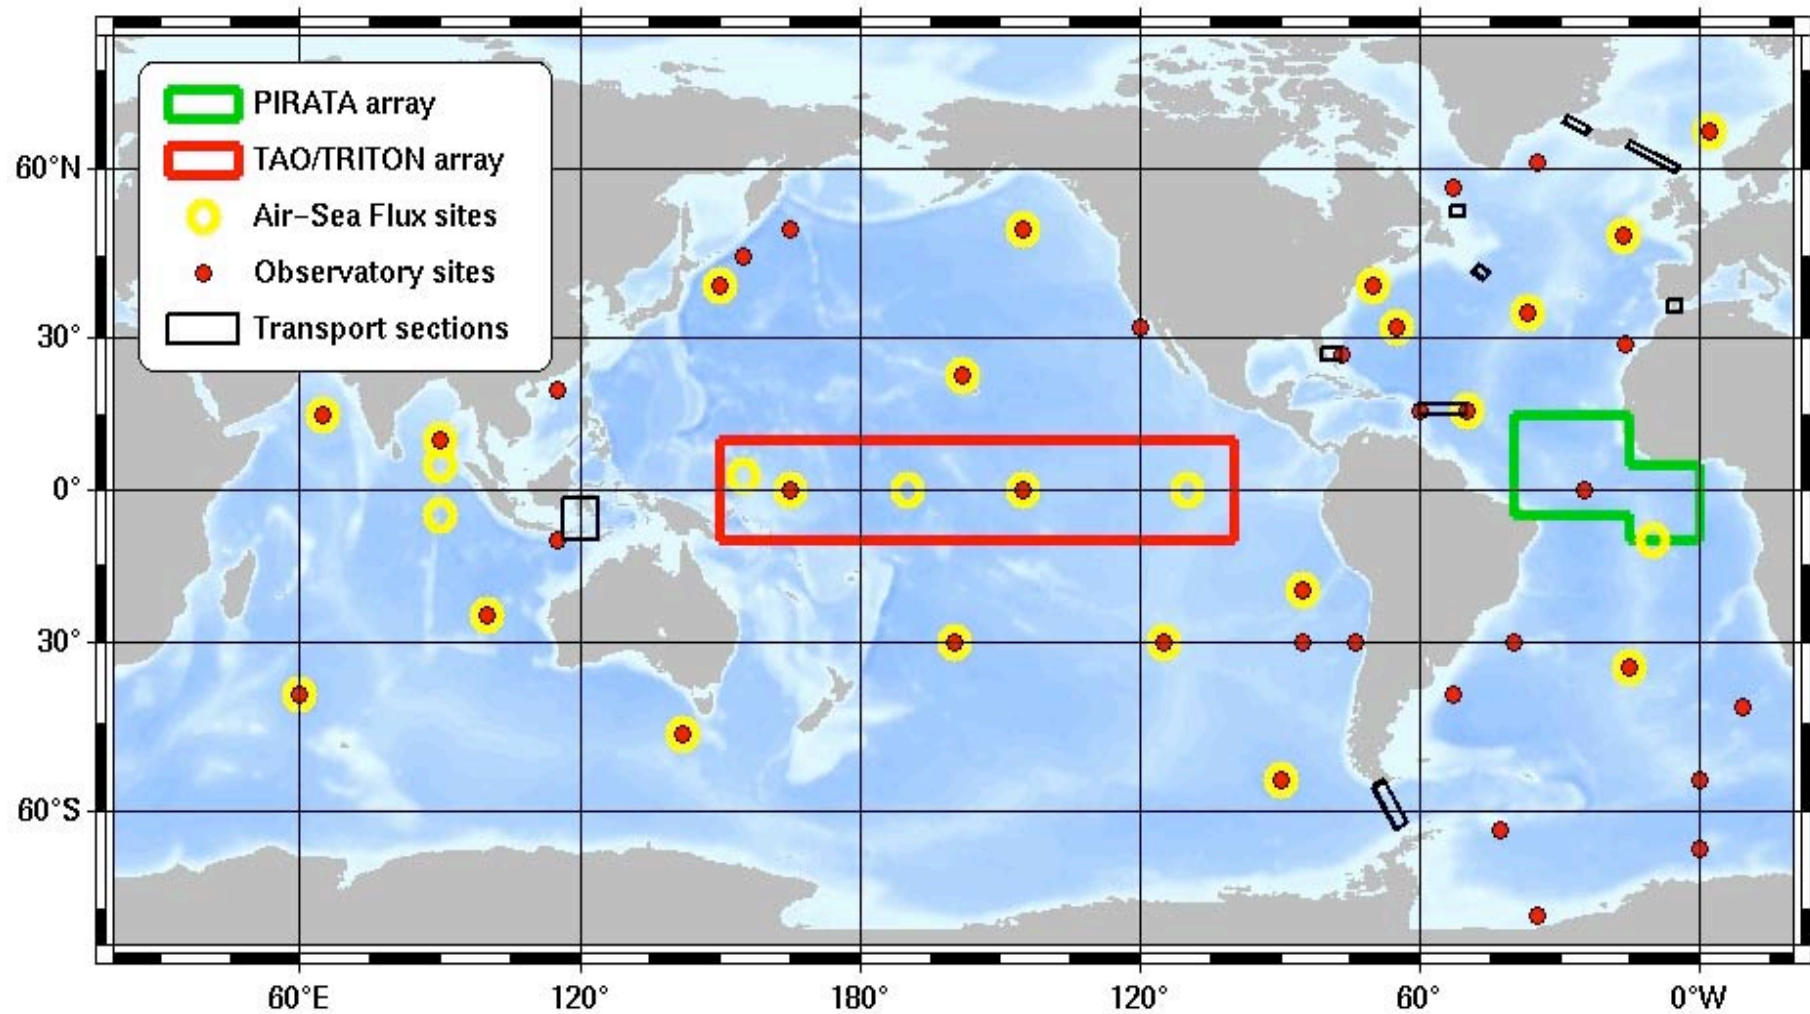 PIRATA array
TAO/TRITON array
Air-Sea Flux sites
Observatory sites
Transport sections
60°N
30°
0°
30°
60°S
60°E 120° 180° 120° 60° 0°W